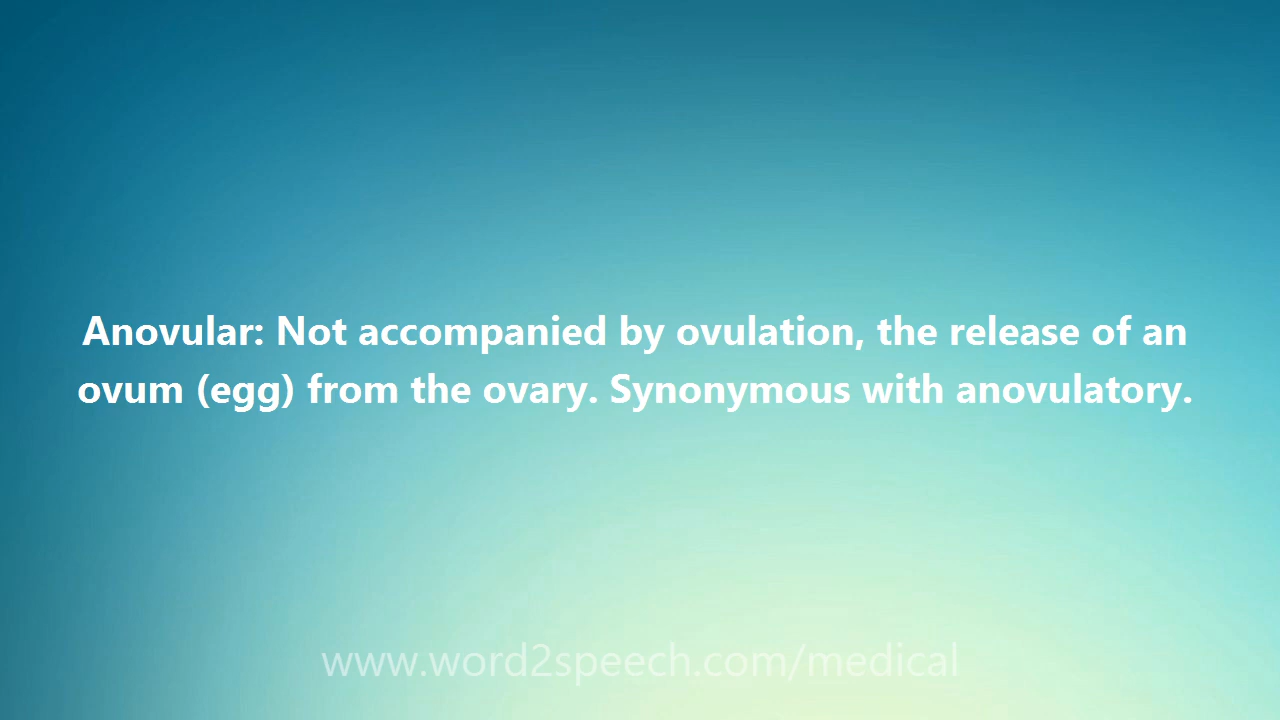 Anovular: Not accompanied by ovulation, the release of an
ovum (egg) from the ovary. Synonymous with anovulatory.
www.word2speech.com/medical